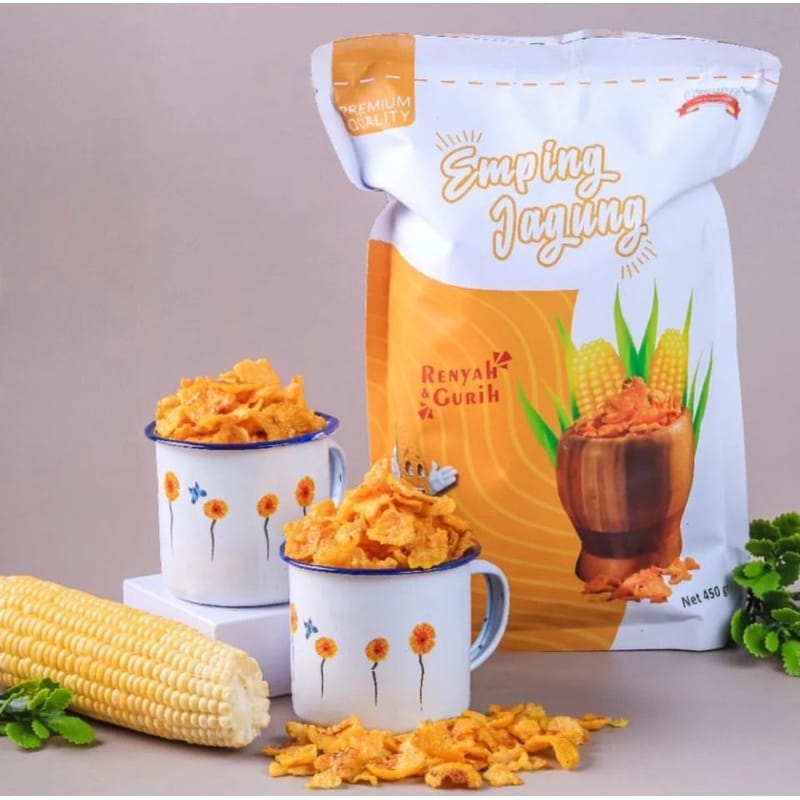 PREMIUM
QUALITY
Emping
Jagung
RENYAH
& GURIH
Net 450 g